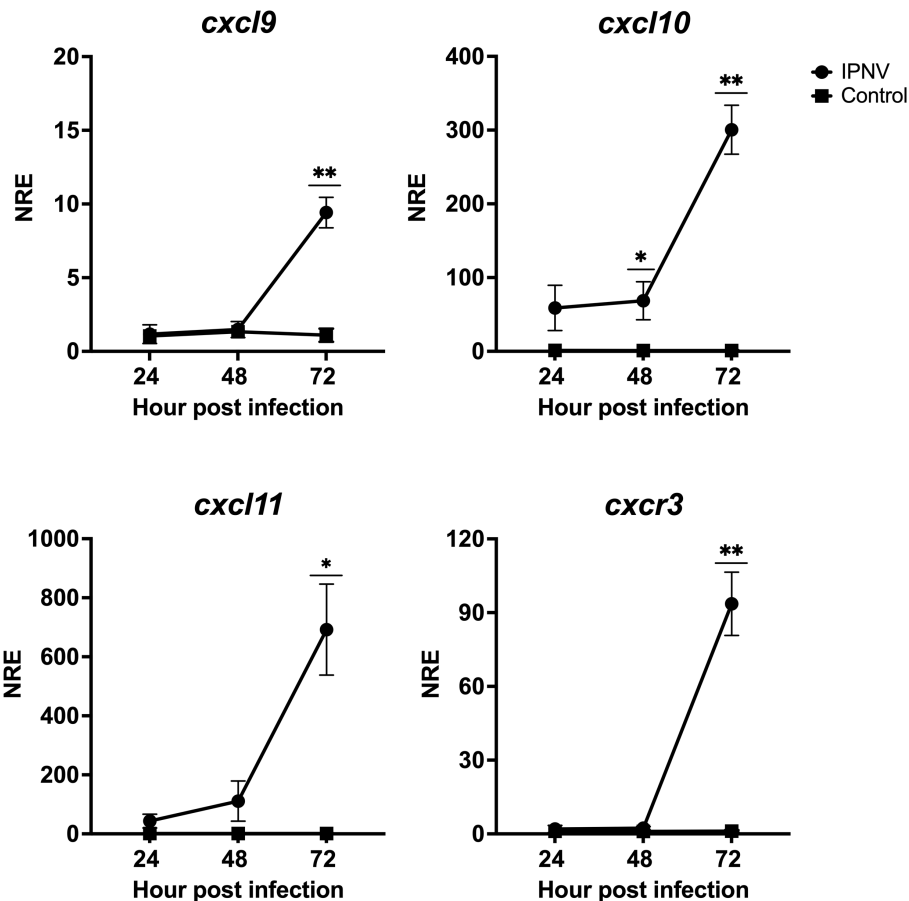 cxcl9
20
15
10
5
0
NRE
**
24 48 72
Hour post infection
cxcl10
400
300
200
100
0
NRE
*
**
24 48 72
Hour post infection
IPNV
Control
cxcl11
1000
800
600
400
200
0
NRE
*
24 48 72
Hour post infection
cxcr3
120
90
60
30
0
NRE
**
24 48 72
Hour post infection